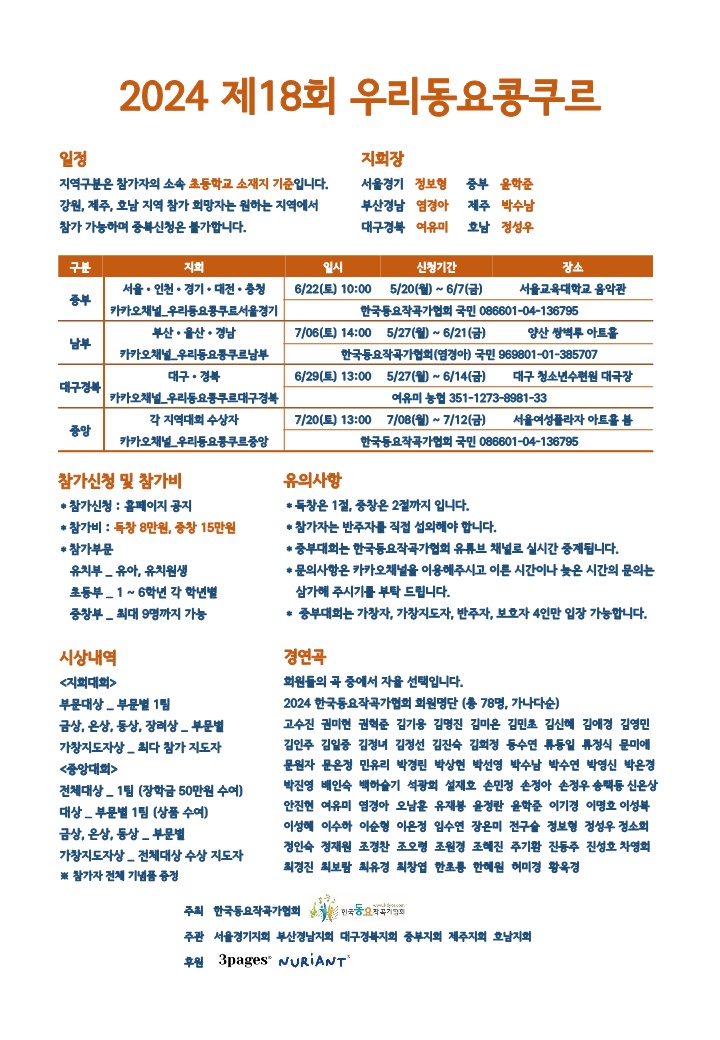 2024 제18회 우리동요콩쿠르
일정
지역구분은 참가자의 소속 초등학교 소재지 기준입니다.
강원, 제주, 호남 지역 참가 희망자는 원하는 지역에서
참가 가능하며 중복신청은 불가합니다.
지회장
서울경기 정보형 중부 윤학준
부산경남 염경아 제주 박수남
대구경북 여유미 호남 정성우
구분 지회 일시 신청기간 장소
중부 서울·인천·경기·대전·충청 6/22(토) 10:00 5/20(월) ~ 6/7(금) 서울교육대학교 음악관
카카오채널_우리동요콩쿠르서울경기 한국동요작곡가협회 국민 086601-04-136795
남부 부산·울산·경남 7/06(토) 14:00 5/27(월) ~ 6/21(금) 양산 쌍벽루 아트홀
카카오채널_우리동요콩쿠르남부 한국동요작곡가협회(염경아) 국민 969801-01-385707
대구경북 대구·경북 6/29(토) 13:00 5/27(월) ~ 6/14(금) 대구 청소년수련원 대극장
카카오채널_우리동요콩쿠르대구경북 여유미 농협 351-1273-8981-33
중앙 각 지역대회 수상자 7/20(토) 13:00 7/08(월) ~ 7/12(금) 서울여성플라자 아트홀 봄
카카오채널_우리동요콩쿠르중앙 한국동요작곡가협회 국민 086601-04-136795
참가신청 및 참가비
* 참가신청 : 홈페이지 공지
* 참가비 : 독창 8만원, 중창 15만원
* 참가부문
유치부 _ 유아, 유치원생
초등부 _ 1 ~ 6학년 각 학년별
중창부 _ 최대 9명까지 가능
유의사항
* 독창은 1절, 중창은 2절까지 입니다.
* 참가자는 반주자를 직접 섭외해야 합니다.
* 중부대회는 한국동요작곡가협회 유튜브 채널로 실시간 중계됩니다.
* 문의사항은 카카오채널을 이용해주시고 이른 시간이나 늦은 시간의 문의는
삼가해 주시기를 부탁 드립니다.
* 중부대회는 가창자, 가창지도자, 반주자, 보호자 4인만 입장 가능합니다.
시상내역
<지회대회>
부문대상 _ 부문별 1팀
금상, 은상, 동상, 장려상 _ 부문별
가창지도자상 _ 최다 참가 지도자
<중앙대회>
전체대상 _ 1팀 (장학금 50만원 수여)
대상 _ 부문별 1팀 (상품 수여)
금상, 은상, 동상 _ 부문별
가창지도자상 _ 전체대상 수상 지도자
※ 참가자 전체 기념품 증정
경연곡
회원들의 곡 중에서 자율 선택입니다.
2024 한국동요작곡가협회 회원명단 (총 78명, 가나다순)
고수진 권미현 권혁준 김기용 김명진 김미온 김민초 김신혜 김애경 김영민
김인주 김일중 김정녀 김정선 김진숙 김희정 동수연 류등일 류정식 문미애
문원자 문은정 민유리 박경린 박상현 박선영 박수남 박수연 박영신 박은경
박진영 배인숙 백하슬기 석광희 설재호 손민정 손정아 손정우 송택동 신은상
안진현 여유미 염경아 오남훈 유재봉 윤정란 윤학준 이기경 이명호 이성복
이성혜 이수하 이순형 이은정 임수연 장은미 전구슬 정보형 정성우 정소희
정인숙 정재원 조경찬 조오령 조원경 조혜진 주기환 진동주 진성호 차영회
최경진 최보람 최유경 최창엽 한초롱 한혜원 허미경 황옥경
주최 한국동요작곡가협회 한국동요작곡가협회
주관 서울경기지회 부산경남지회 대구경북지회 중부지회 제주지회 호남지회
후원 3pages NURIANT